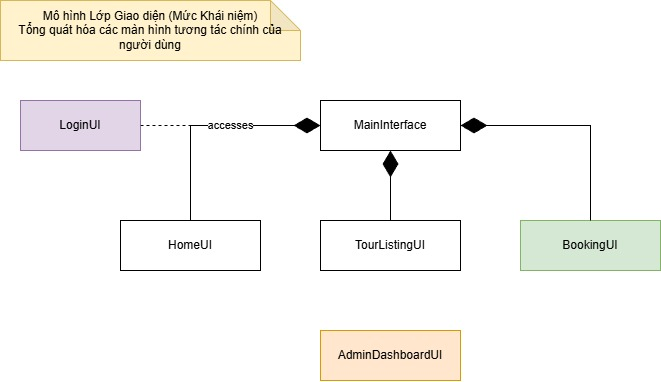 Mô hình Lớp Giao diện (Mức Khái niệm)
Tổng quát hóa các màn hình tương tác chính của
người dùng
LoginUI
accesses
MainInterface
HomeUI
TourListingUI
BookingUI
AdminDashboardUI